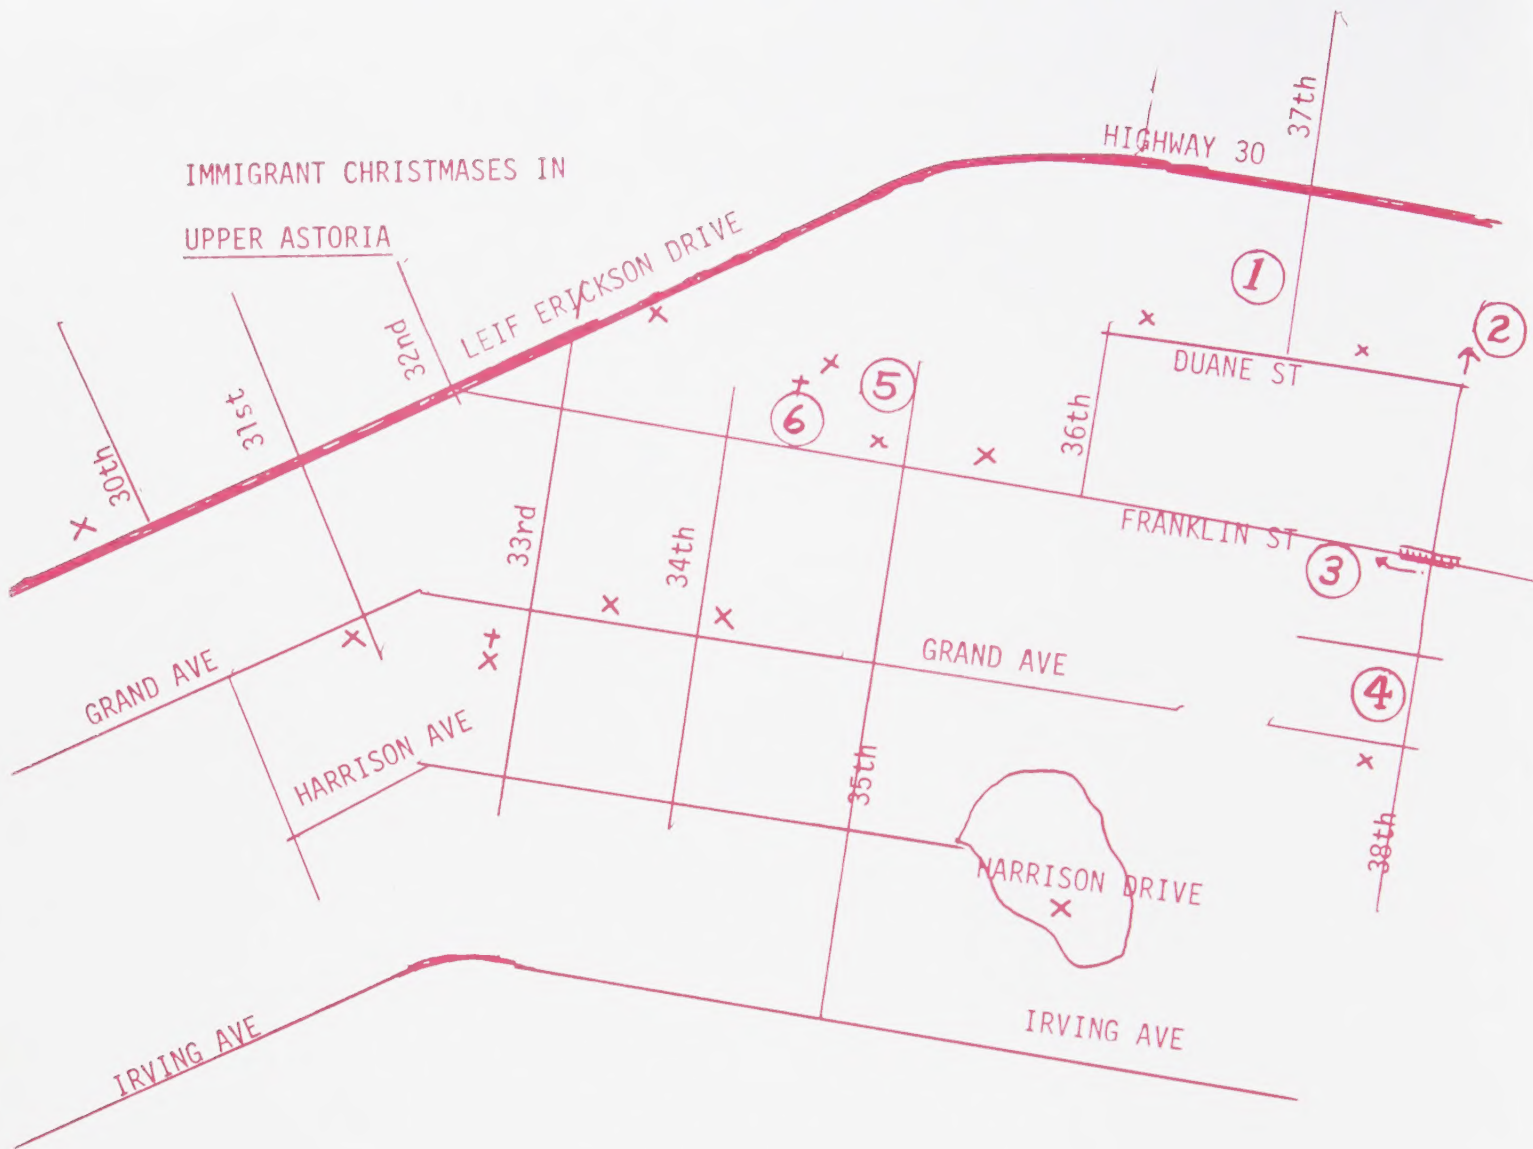 IMMIGRANT CHRISTMASES IN
UPPER ASTORIA
HIGHWAY 30
37th
LEIF ERICKSON DRIVE
1
2
32nd
31st
30th
DUANE ST
5
6
36th
33rd
34th
FRANKLIN ST
3
GRAND AVE
GRAND AVE
4
HARRISON AVE
35th
38th
HARRISON DRIVE
IRVING AVE
IRVING AVE